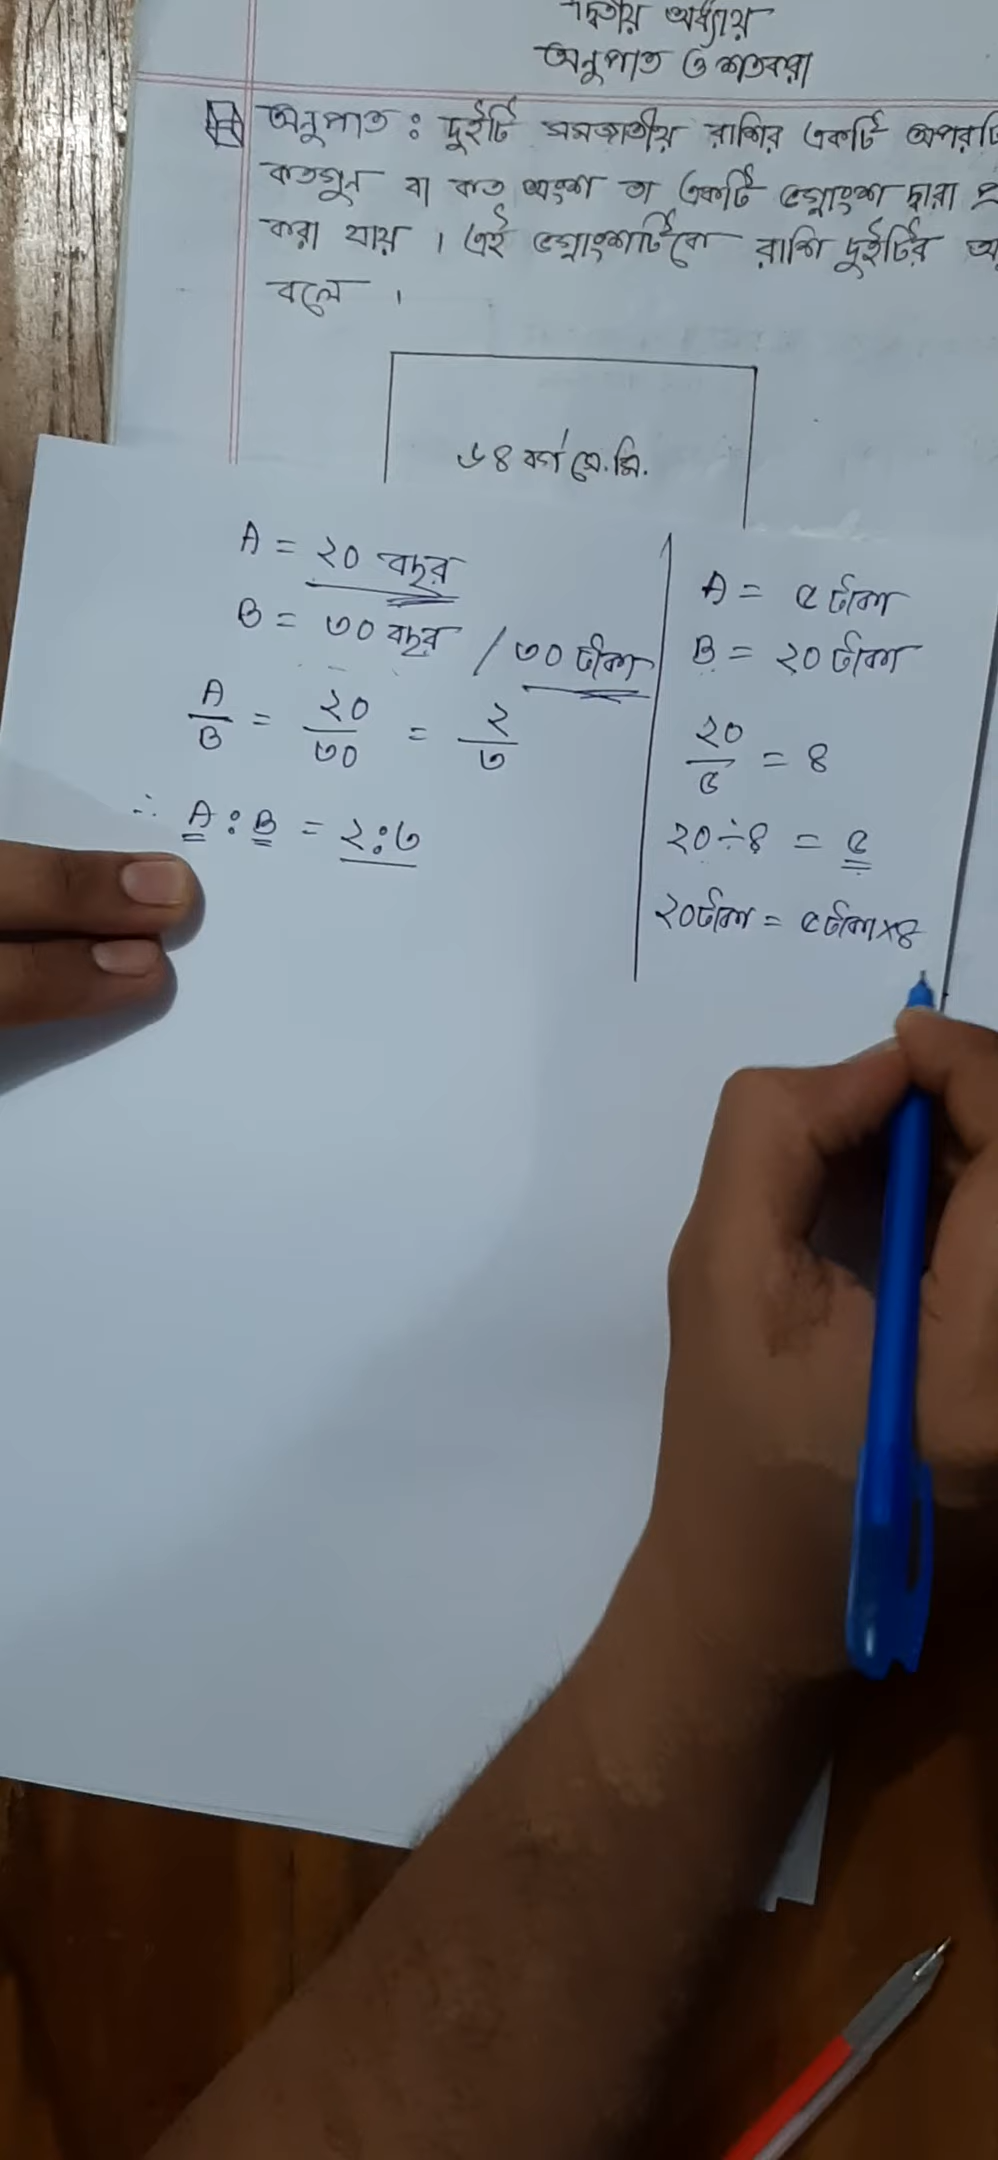 দ্বিতীয় অধ্যায়
অনুপাত ও শতকরা
অনুপাত : দুইটি সমজাতীয় রাশির একটি অপরটি
কতগুন বা কত অংশ তা একটি ভগ্নাংশ দ্বারা প্র
করা যায় । এই ভগ্নাংশটিকে রাশি দুইটির অ
বলে ।
৬৪ বর্গ সে.মি.
A = ২০ বছর
B = ৩০ বছর / ৩০ টাকা
A/B = ২০/৩০ = ২/৩
∴ A : B = ২:৩
A = ৫ টাকা
B = ২০ টাকা
২০/৫ = ৪
২০ ÷ ৪ = ৫
২০টাকা = ৫টাকা×৪